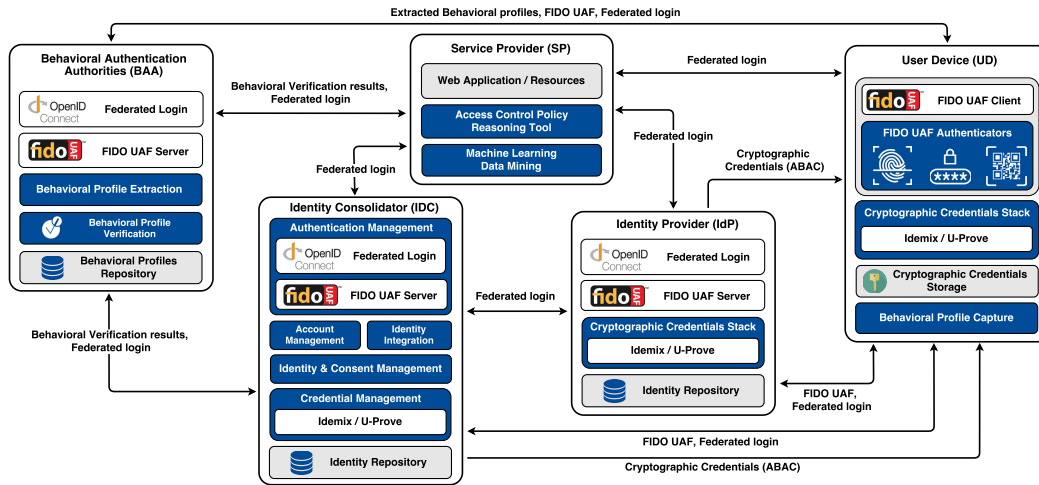 Extracted Behavioral profiles, FIDO UAF, Federated login
Behavioral Authentication
Authorities (BAA)
OpenID
Connect
Federated Login
fido
UAF
FIDO UAF Server
Behavioral Profile Extraction
Behavioral Profile
Verification
Behavioral Profiles
Repository
Behavioral Verification results,
Federated login
Service Provider (SP)
Web Application / Resources
Access Control Policy
Reasoning Tool
Machine Learning
Data Mining
Federated login
Federated login
Federated login
Cryptographic
Credentials (ABAC)
User Device (UD)
fido
UAF
FIDO UAF Client
FIDO UAF Authenticators
****
Cryptographic Credentials Stack
Idemix / U-Prove
Cryptographic Credentials
Storage
Behavioral Profile Capture
Identity Consolidator (IDC)
Authentication Management
OpenID
Connect
Federated Login
fido
UAF
FIDO UAF Server
Account
Management
Identity
Integration
Identity & Consent Management
Credential Management
Idemix / U-Prove
Identity Repository
Federated login
Identity Provider (IdP)
OpenID
Connect
Federated Login
fido
UAF
FIDO UAF Server
Cryptographic Credentials Stack
Idemix / U-Prove
Identity Repository
Behavioral Verification results,
Federated login
FIDO UAF,
Federated login
FIDO UAF, Federated login
Cryptographic Credentials (ABAC)